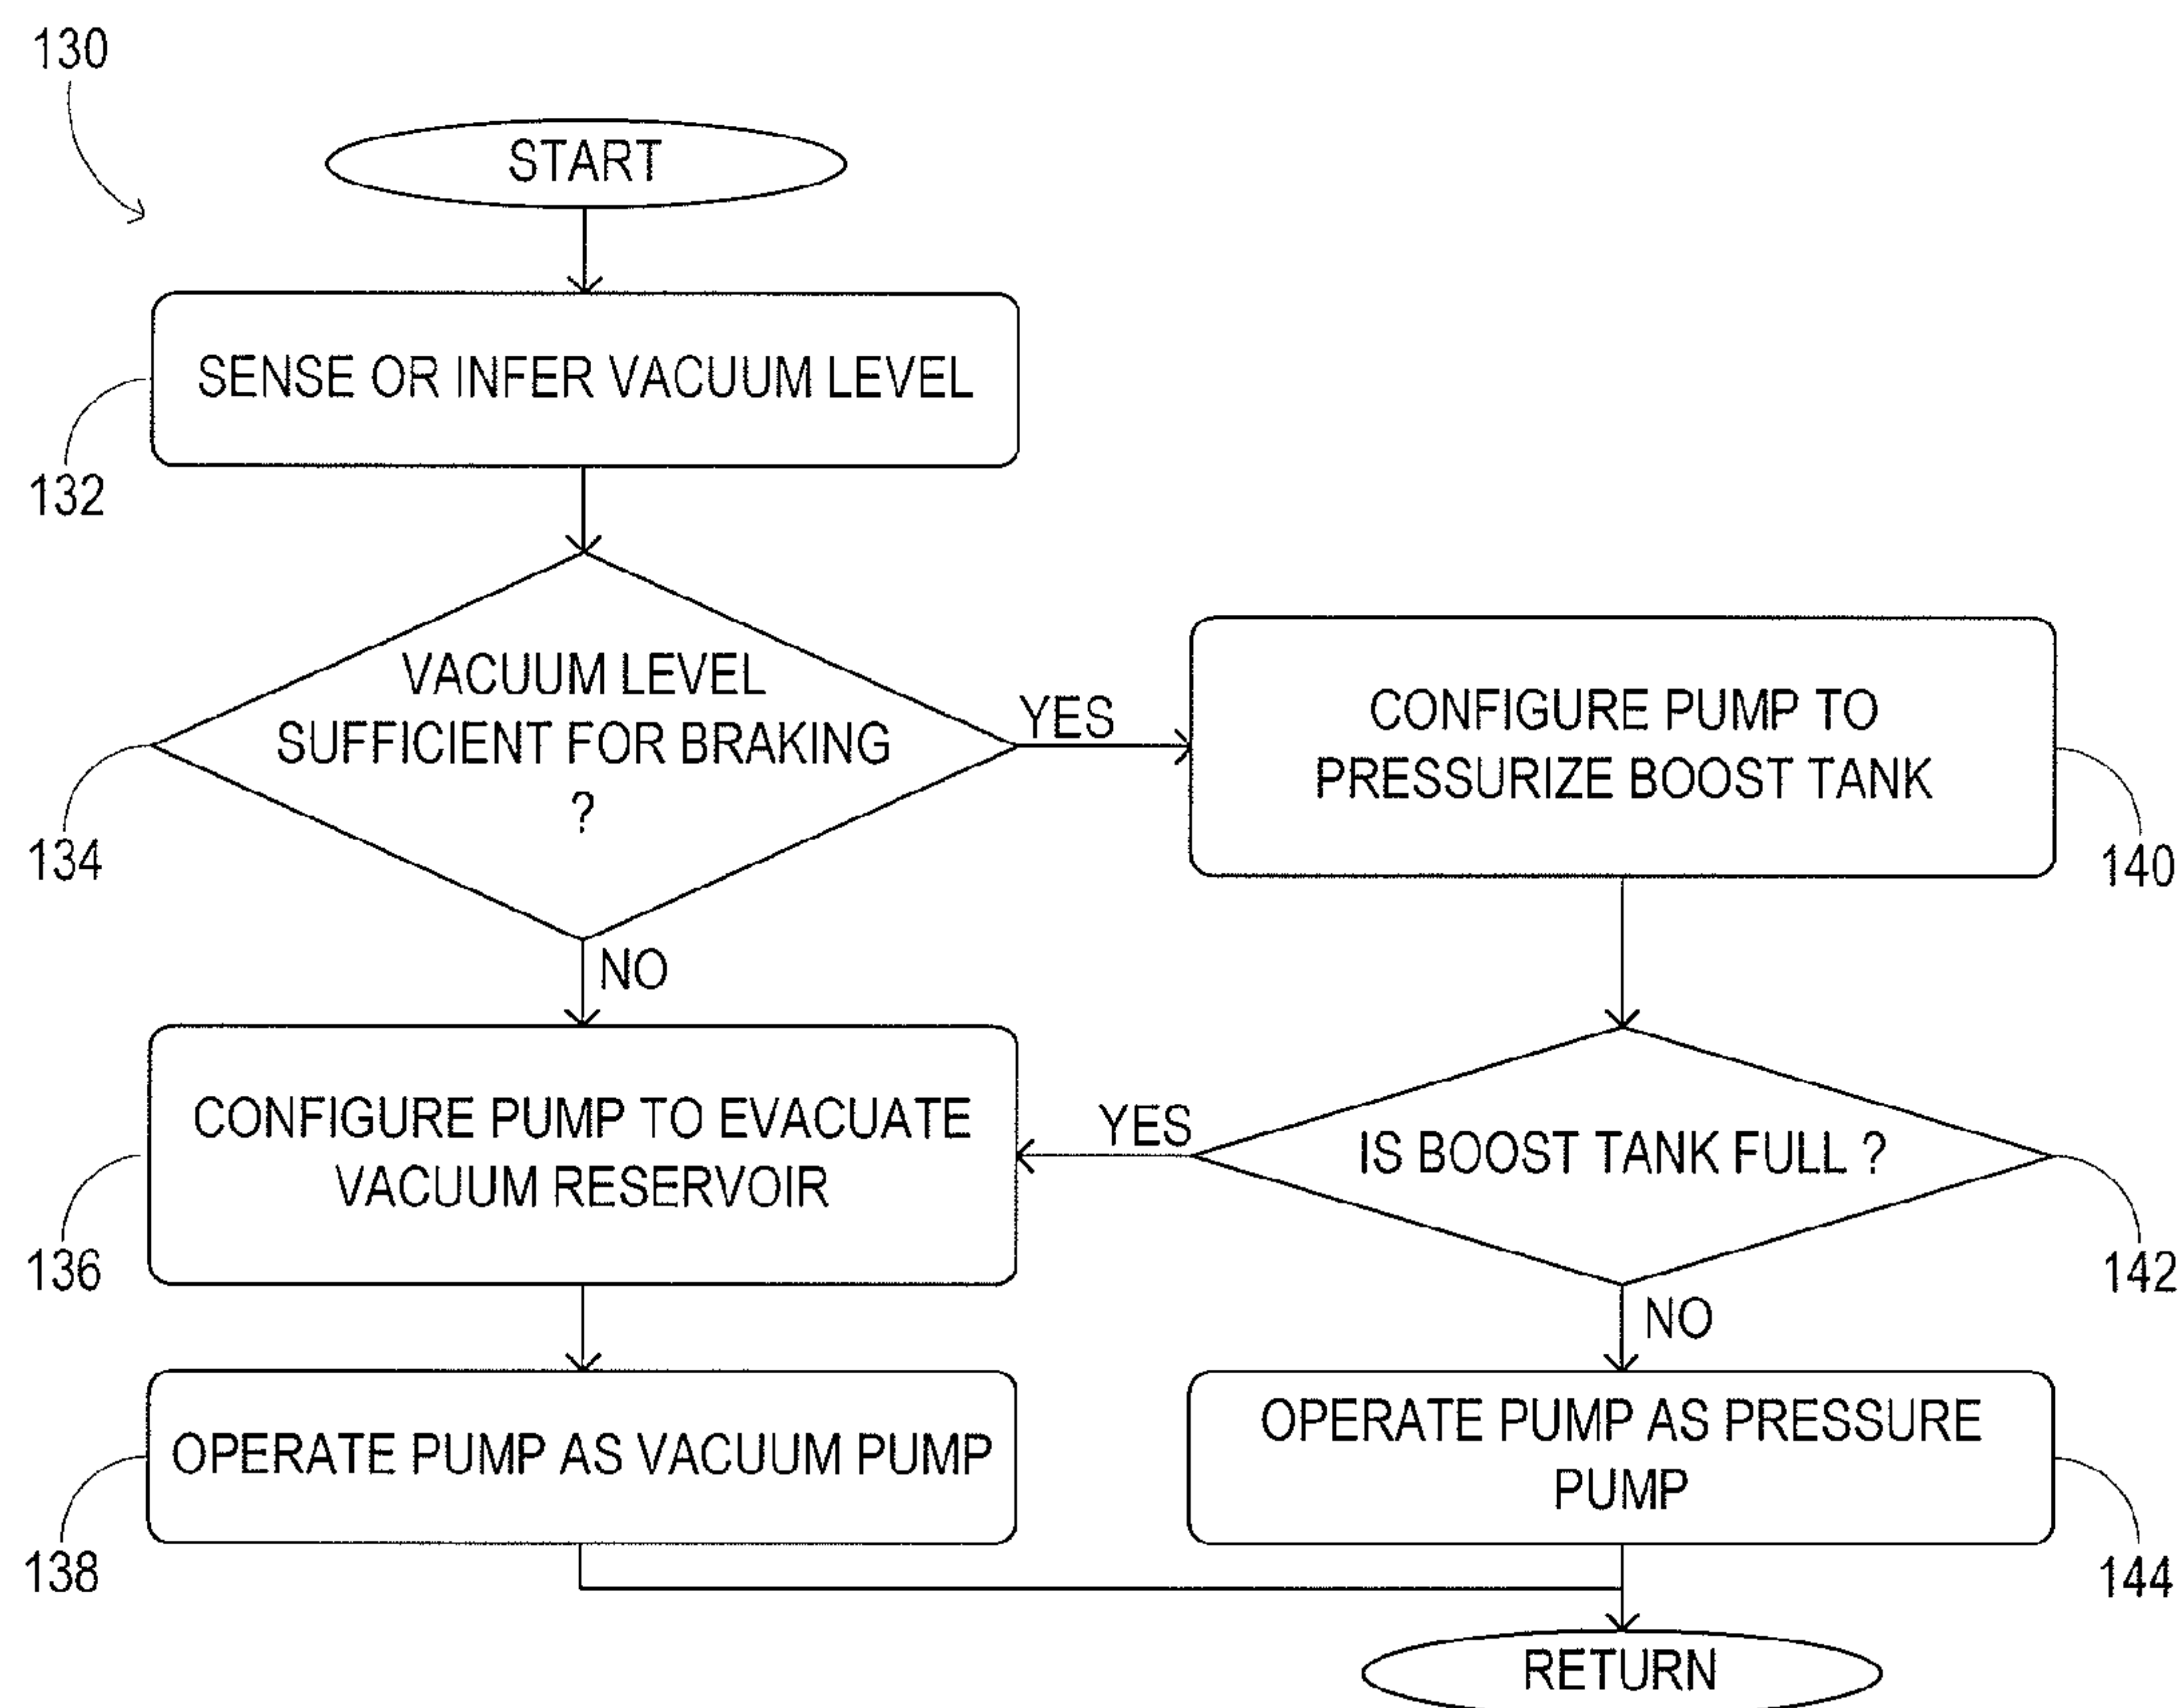 130
START
SENSE OR INFER VACUUM LEVEL
132
VACUUM LEVEL
SUFFICIENT FOR BRAKING
?
134
YES
CONFIGURE PUMP TO
PRESSURIZE BOOST TANK
140
NO
CONFIGURE PUMP TO EVACUATE
VACUUM RESERVOIR
136
YES
IS BOOST TANK FULL ?
142
NO
OPERATE PUMP AS VACUUM PUMP
138
OPERATE PUMP AS PRESSURE
PUMP
144
RETURN